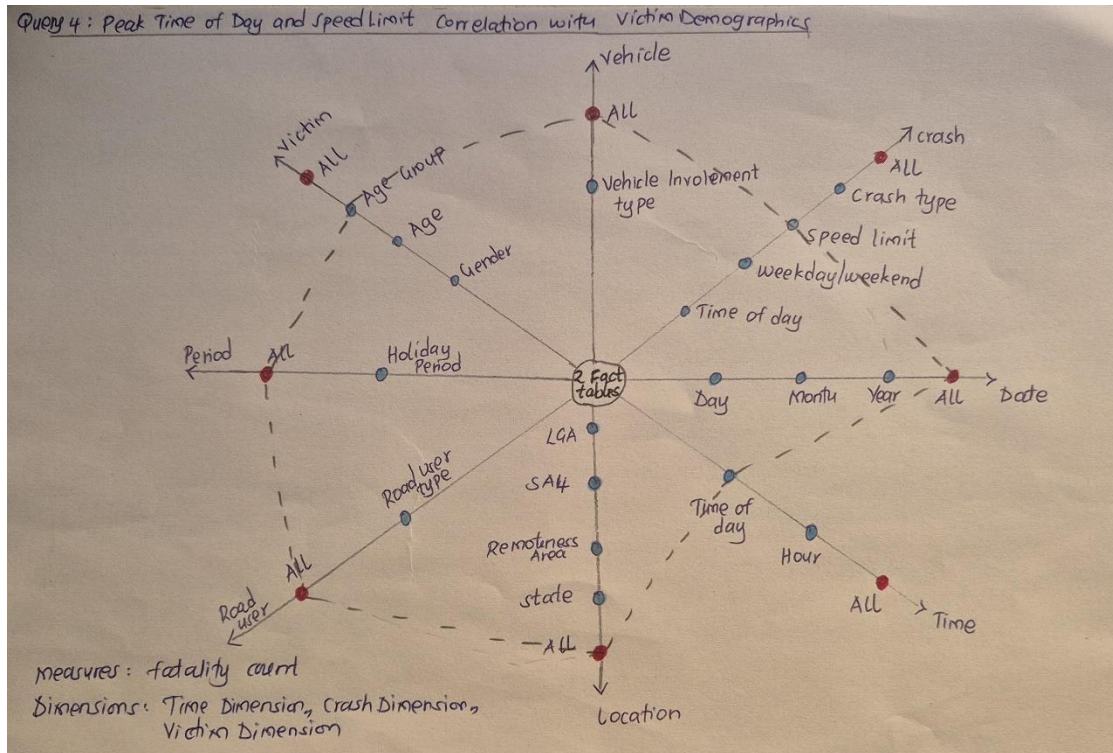 Query 4: Peak Time of Day and Speed Limit Correlation with Victim Demographics
Vehicle
ALL
Vehicle Involement
type
Crash
ALL
Crash type
Speed limit
weekday/weekend
Time of day
Victim
ALL
Age Group
Age
Gender
Period
ALL
Holiday
Period
2 Fact
tables
Day
Month
Year
ALL
Date
LGA
SA4
Remoteness
Area
state
ALL
Location
Road user
type
ALL
Road
user
Time of
day
Hour
ALL
Time
Measures: fatality count
Dimensions: Time Dimension, Crash Dimension,
Victim Dimension